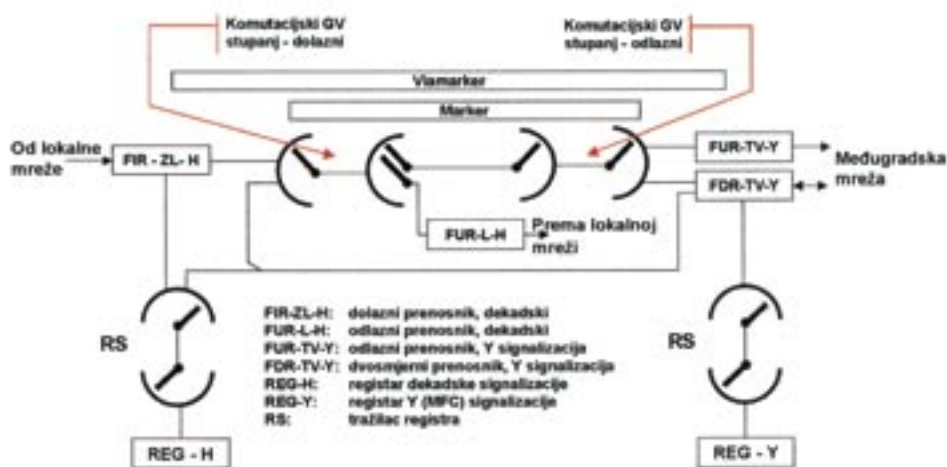 Komutacijski GV
stupanj - dolazni
Komutacijski GV
stupanj - odlazni
Viamarker
Marker
Od lokalne
mreže
FIR - ZL- H
FUR-TV-Y
FDR-TV-Y
Međugradska
mreža
FUR-L-H
Prema lokalnoj
mreži
RS
RS
FIR-ZL-H: dolazni prenosnik, dekadski
FUR-L-H: odlazni prenosnik, dekadski
FUR-TV-Y: odlazni prenosnik, Y signalizacija
FDR-TV-Y: dvosmjerni prenosnik, Y signalizacija
REG-H: registar dekadske signalizacije
REG-Y: registar Y (MFC) signalizacije
RS: tražilac registra
REG - H
REG - Y